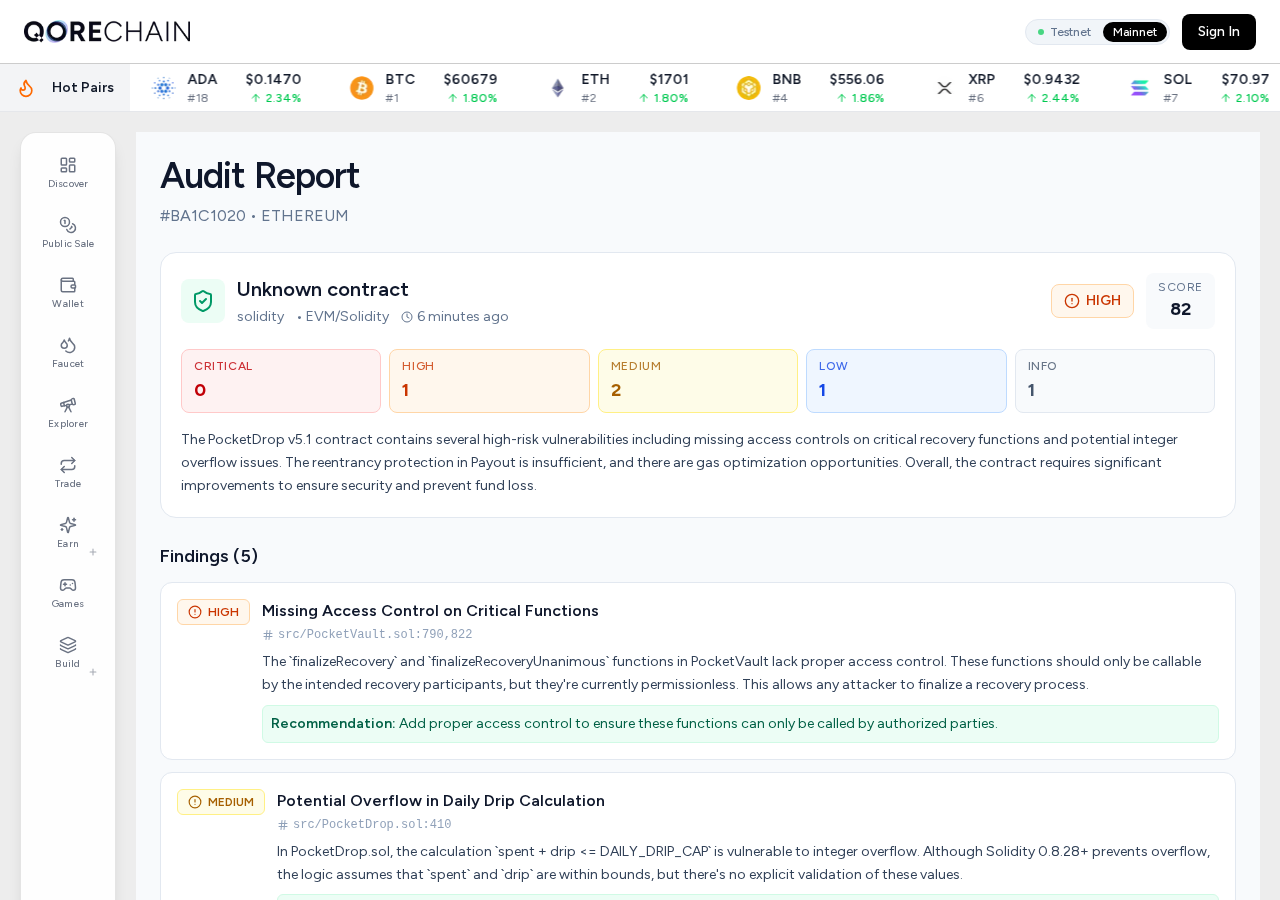 QORECHAIN
Testnet Mainnet Sign In
Hot Pairs
ADA $0.1470
#18 ↑ 2.34%
BTC $60679
#1 ↑ 1.80%
ETH $1701
#2 ↑ 1.80%
BNB $556.06
#4 ↑ 1.86%
XRP $0.9432
#6 ↑ 2.44%
SOL $70.97
#7 ↑ 2.10%
Discover
Public Sale
Wallet
Faucet
Explorer
Trade
Earn +
Games
Build +
Audit Report
#BA1C1020 • ETHEREUM
Unknown contract
solidity • EVM/Solidity 6 minutes ago
HIGH
SCORE
82
CRITICAL
0
HIGH
1
MEDIUM
2
LOW
1
INFO
1
The PocketDrop v5.1 contract contains several high-risk vulnerabilities including missing access controls on critical recovery functions and potential integer
overflow issues. The reentrancy protection in Payout is insufficient, and there are gas optimization opportunities. Overall, the contract requires significant
improvements to ensure security and prevent fund loss.
Findings (5)
HIGH Missing Access Control on Critical Functions
# src/PocketVault.sol:790,822
The `finalizeRecovery` and `finalizeRecoveryUnanimous` functions in PocketVault lack proper access control. These functions should only be callable
by the intended recovery participants, but they're currently permissionless. This allows any attacker to finalize a recovery process.
Recommendation: Add proper access control to ensure these functions can only be called by authorized parties.
MEDIUM Potential Overflow in Daily Drip Calculation
# src/PocketDrop.sol:410
In PocketDrop.sol, the calculation `spent + drip <= DAILY_DRIP_CAP` is vulnerable to integer overflow. Although Solidity 0.8.28+ prevents overflow,
the logic assumes that `spent` and `drip` are within bounds, but there's no explicit validation of these values.